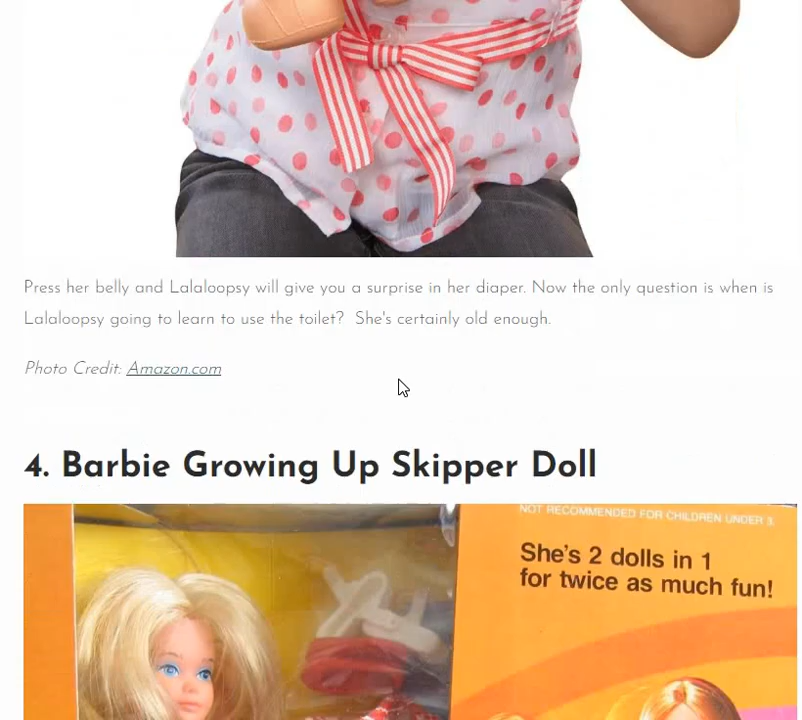 Press her belly and Lalaloopsy will give you a surprise in her diaper. Now the only question is when is
Lalaloopsy going to learn to use the toilet?  She's certainly old enough.
Photo Credit: Amazon.com
4. Barbie Growing Up Skipper Doll
NOT RECOMMENDED FOR CHILDREN UNDER 3.
She's 2 dolls in 1
for twice as much fun!